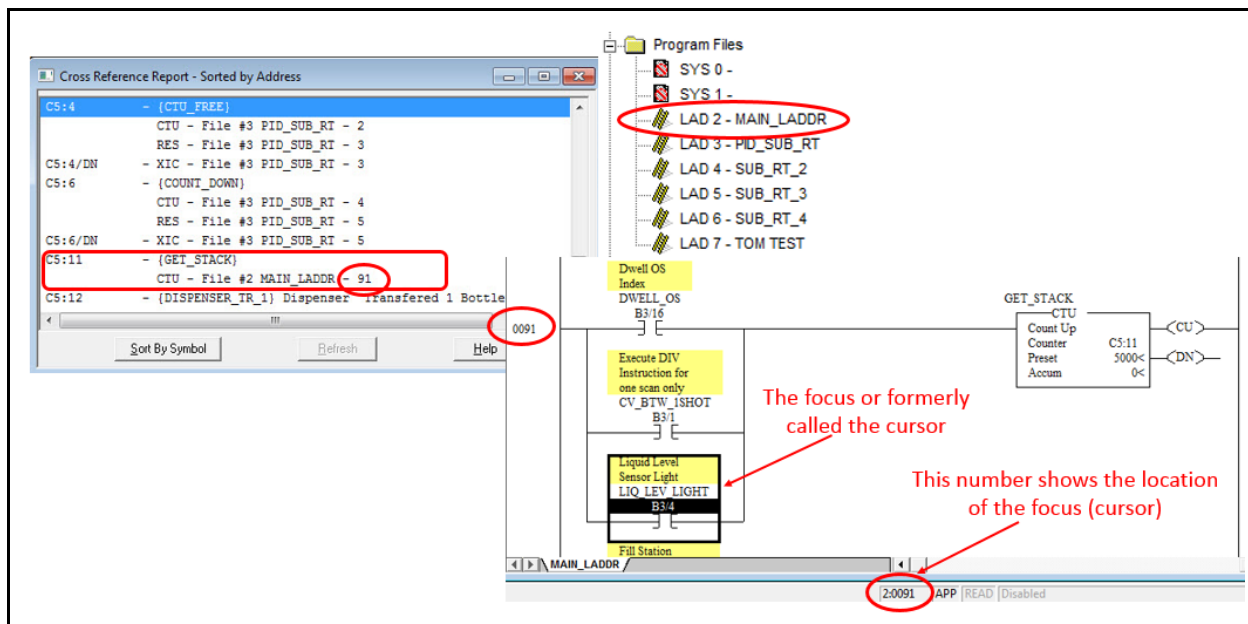 Cross Reference Report - Sorted by Address
C5:4 - {CTU_FREE}
CTU - File #3 PID_SUB_RT - 2
RES - File #3 PID_SUB_RT - 3
C5:4/DN - XIC - File #3 PID_SUB_RT - 3
C5:6 - {COUNT_DOWN}
CTU - File #3 PID_SUB_RT - 4
RES - File #3 PID_SUB_RT - 5
C5:6/DN - XIC - File #3 PID_SUB_RT - 5
C5:11 - {GET_STACK}
CTU - File #2 MAIN_LADDR - 91
C5:12 - {DISPENSER_TR_1} Dispenser Transfered 1 Bottle
Sort By Symbol Refresh Help
Program Files
SYS 0 -
SYS 1 -
LAD 2 - MAIN_LADDR
LAD 3 - PID_SUB_RT
LAD 4 - SUB_RT_2
LAD 5 - SUB_RT_3
LAD 6 - SUB_RT_4
LAD 7 - TOM TEST
0091
Dwell OS
Index
DWELL_OS
B3/16
Execute DIV
Instruction for
one scan only
CV_BTW_1SHOT
B3/1
Liquid Level
Sensor Light
LIQ_LEV_LIGHT
B3/4
Fill Station
GET_STACK
CTU
Count Up
Counter C5:11
Preset 5000<
Accum 0<
CU
DN
The focus or formerly
called the cursor
This number shows the location
of the focus (cursor)
MAIN_LADDR
2:0091 APP READ Disabled